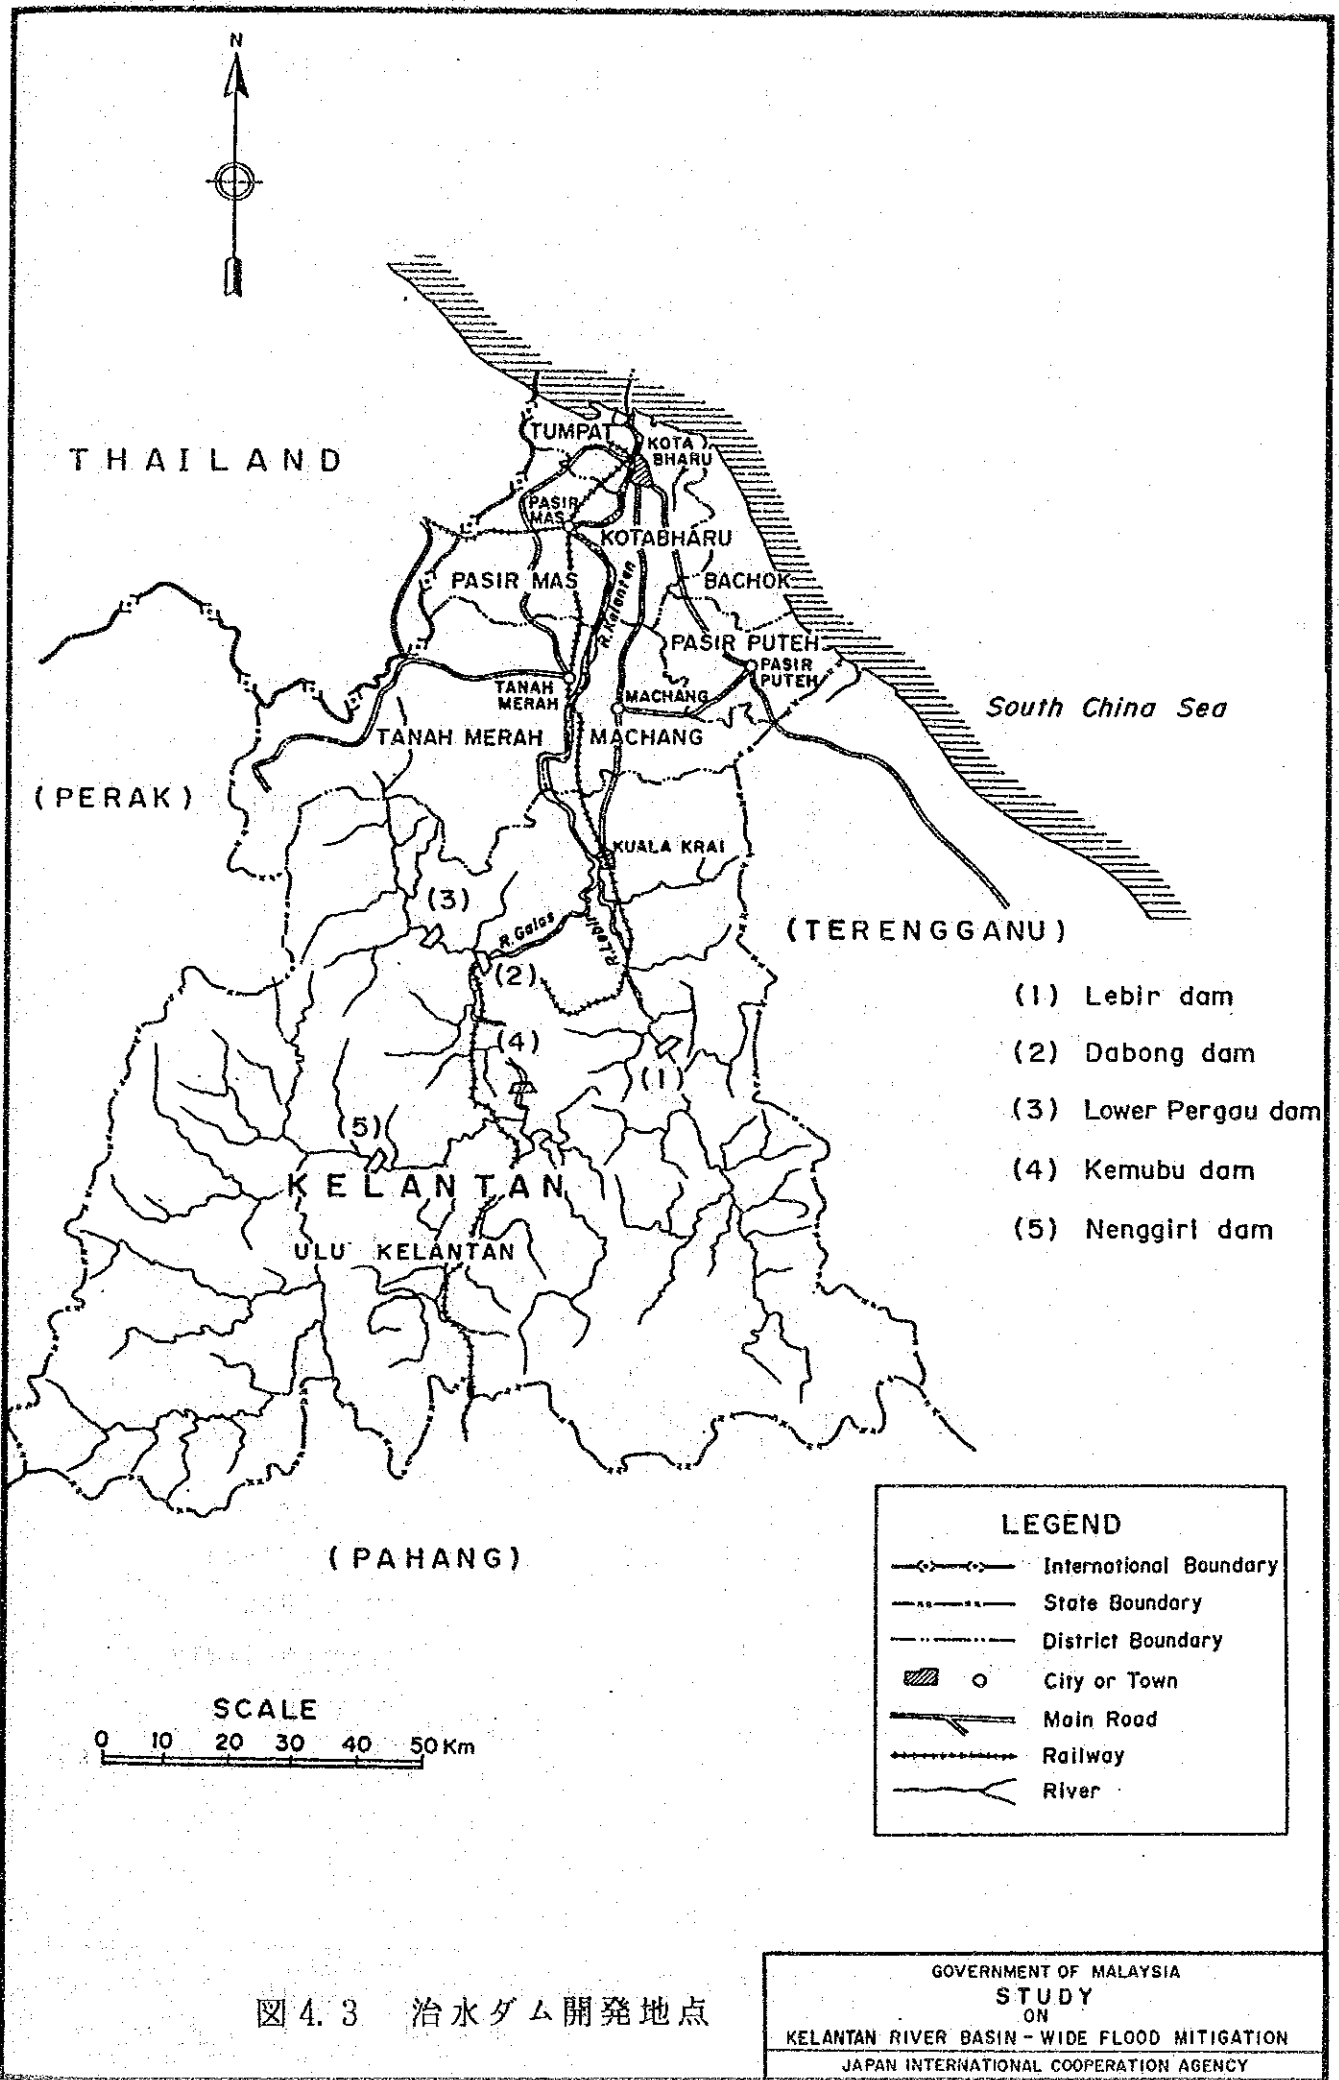 N
THAILAND
TUMPAT
KOTA
BHARU
PASIR
MAS
KOTABHARU
PASIR MAS
BACHOK
R.Kalantan
PASIR PUTEH
PASIR
PUTEH
TANAH
MERAH
MACHANG
South China Sea
TANAH MERAH
MACHANG
(PERAK)
KUALA KRAI
(3)
R.Galas
R.Lebir
(TERENGGANU)
(2)
(4)
(1)
(5)
(1) Lebir dam
(2) Dabong dam
(3) Lower Pergau dam
(4) Kemubu dam
(5) Nenggiri dam
KELANTAN
ULU KELANTAN
(PAHANG)
LEGEND
International Boundary
State Boundary
District Boundary
City or Town
Main Road
Railway
River
SCALE
0 10 20 30 40 50 Km
図 4. 3 治水ダム開発地点
GOVERNMENT OF MALAYSIA
STUDY
ON
KELANTAN RIVER BASIN - WIDE FLOOD MITIGATION
JAPAN INTERNATIONAL COOPERATION AGENCY